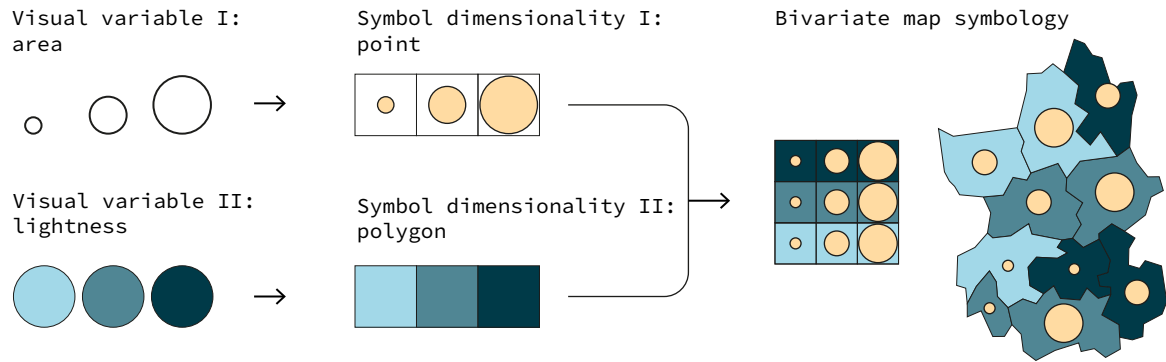 Visual variable I:
area
Symbol dimensionality I:
point
Bivariate map symbology
Visual variable II:
lightness
Symbol dimensionality II:
polygon